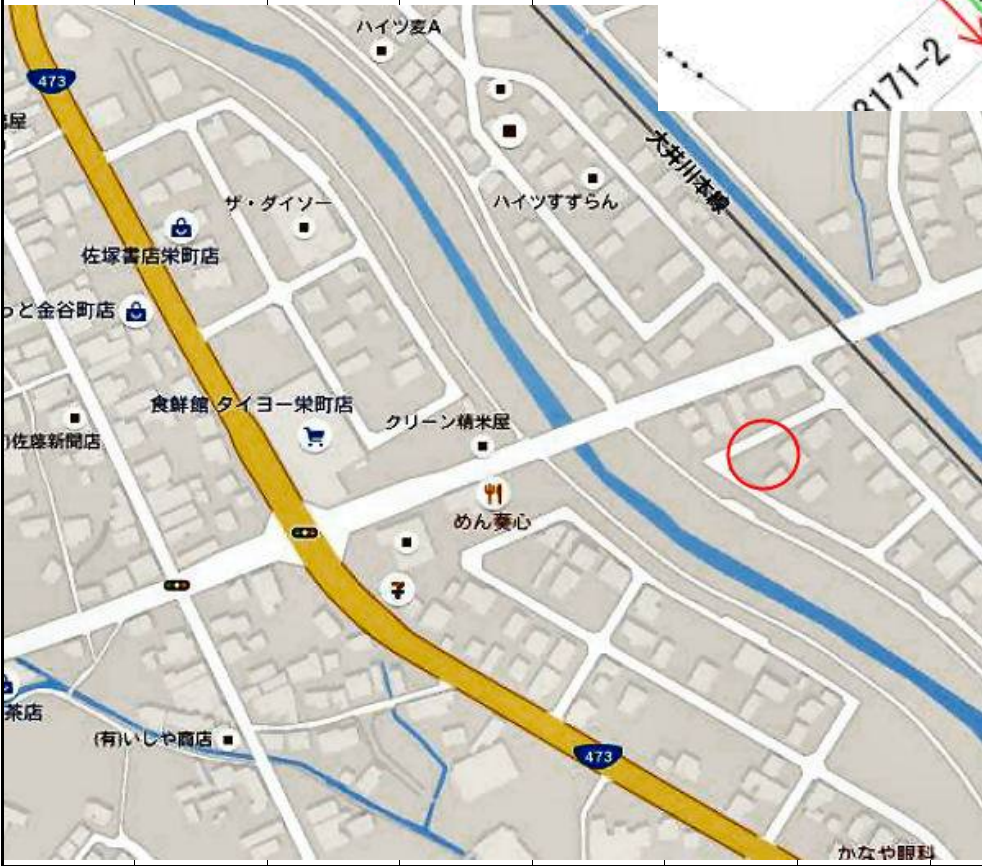 ハイツ麦A
473
3171-2
屋
大井川本線
ハイツすずらん
ザ・ダイソー
佐塚書店栄町店
っと金谷町店
食鮮館 タイヨー栄町店
クリーン精米屋
)佐藤新聞店
めん葵心
茶店
(有)いしや商店
473
かなや眼科